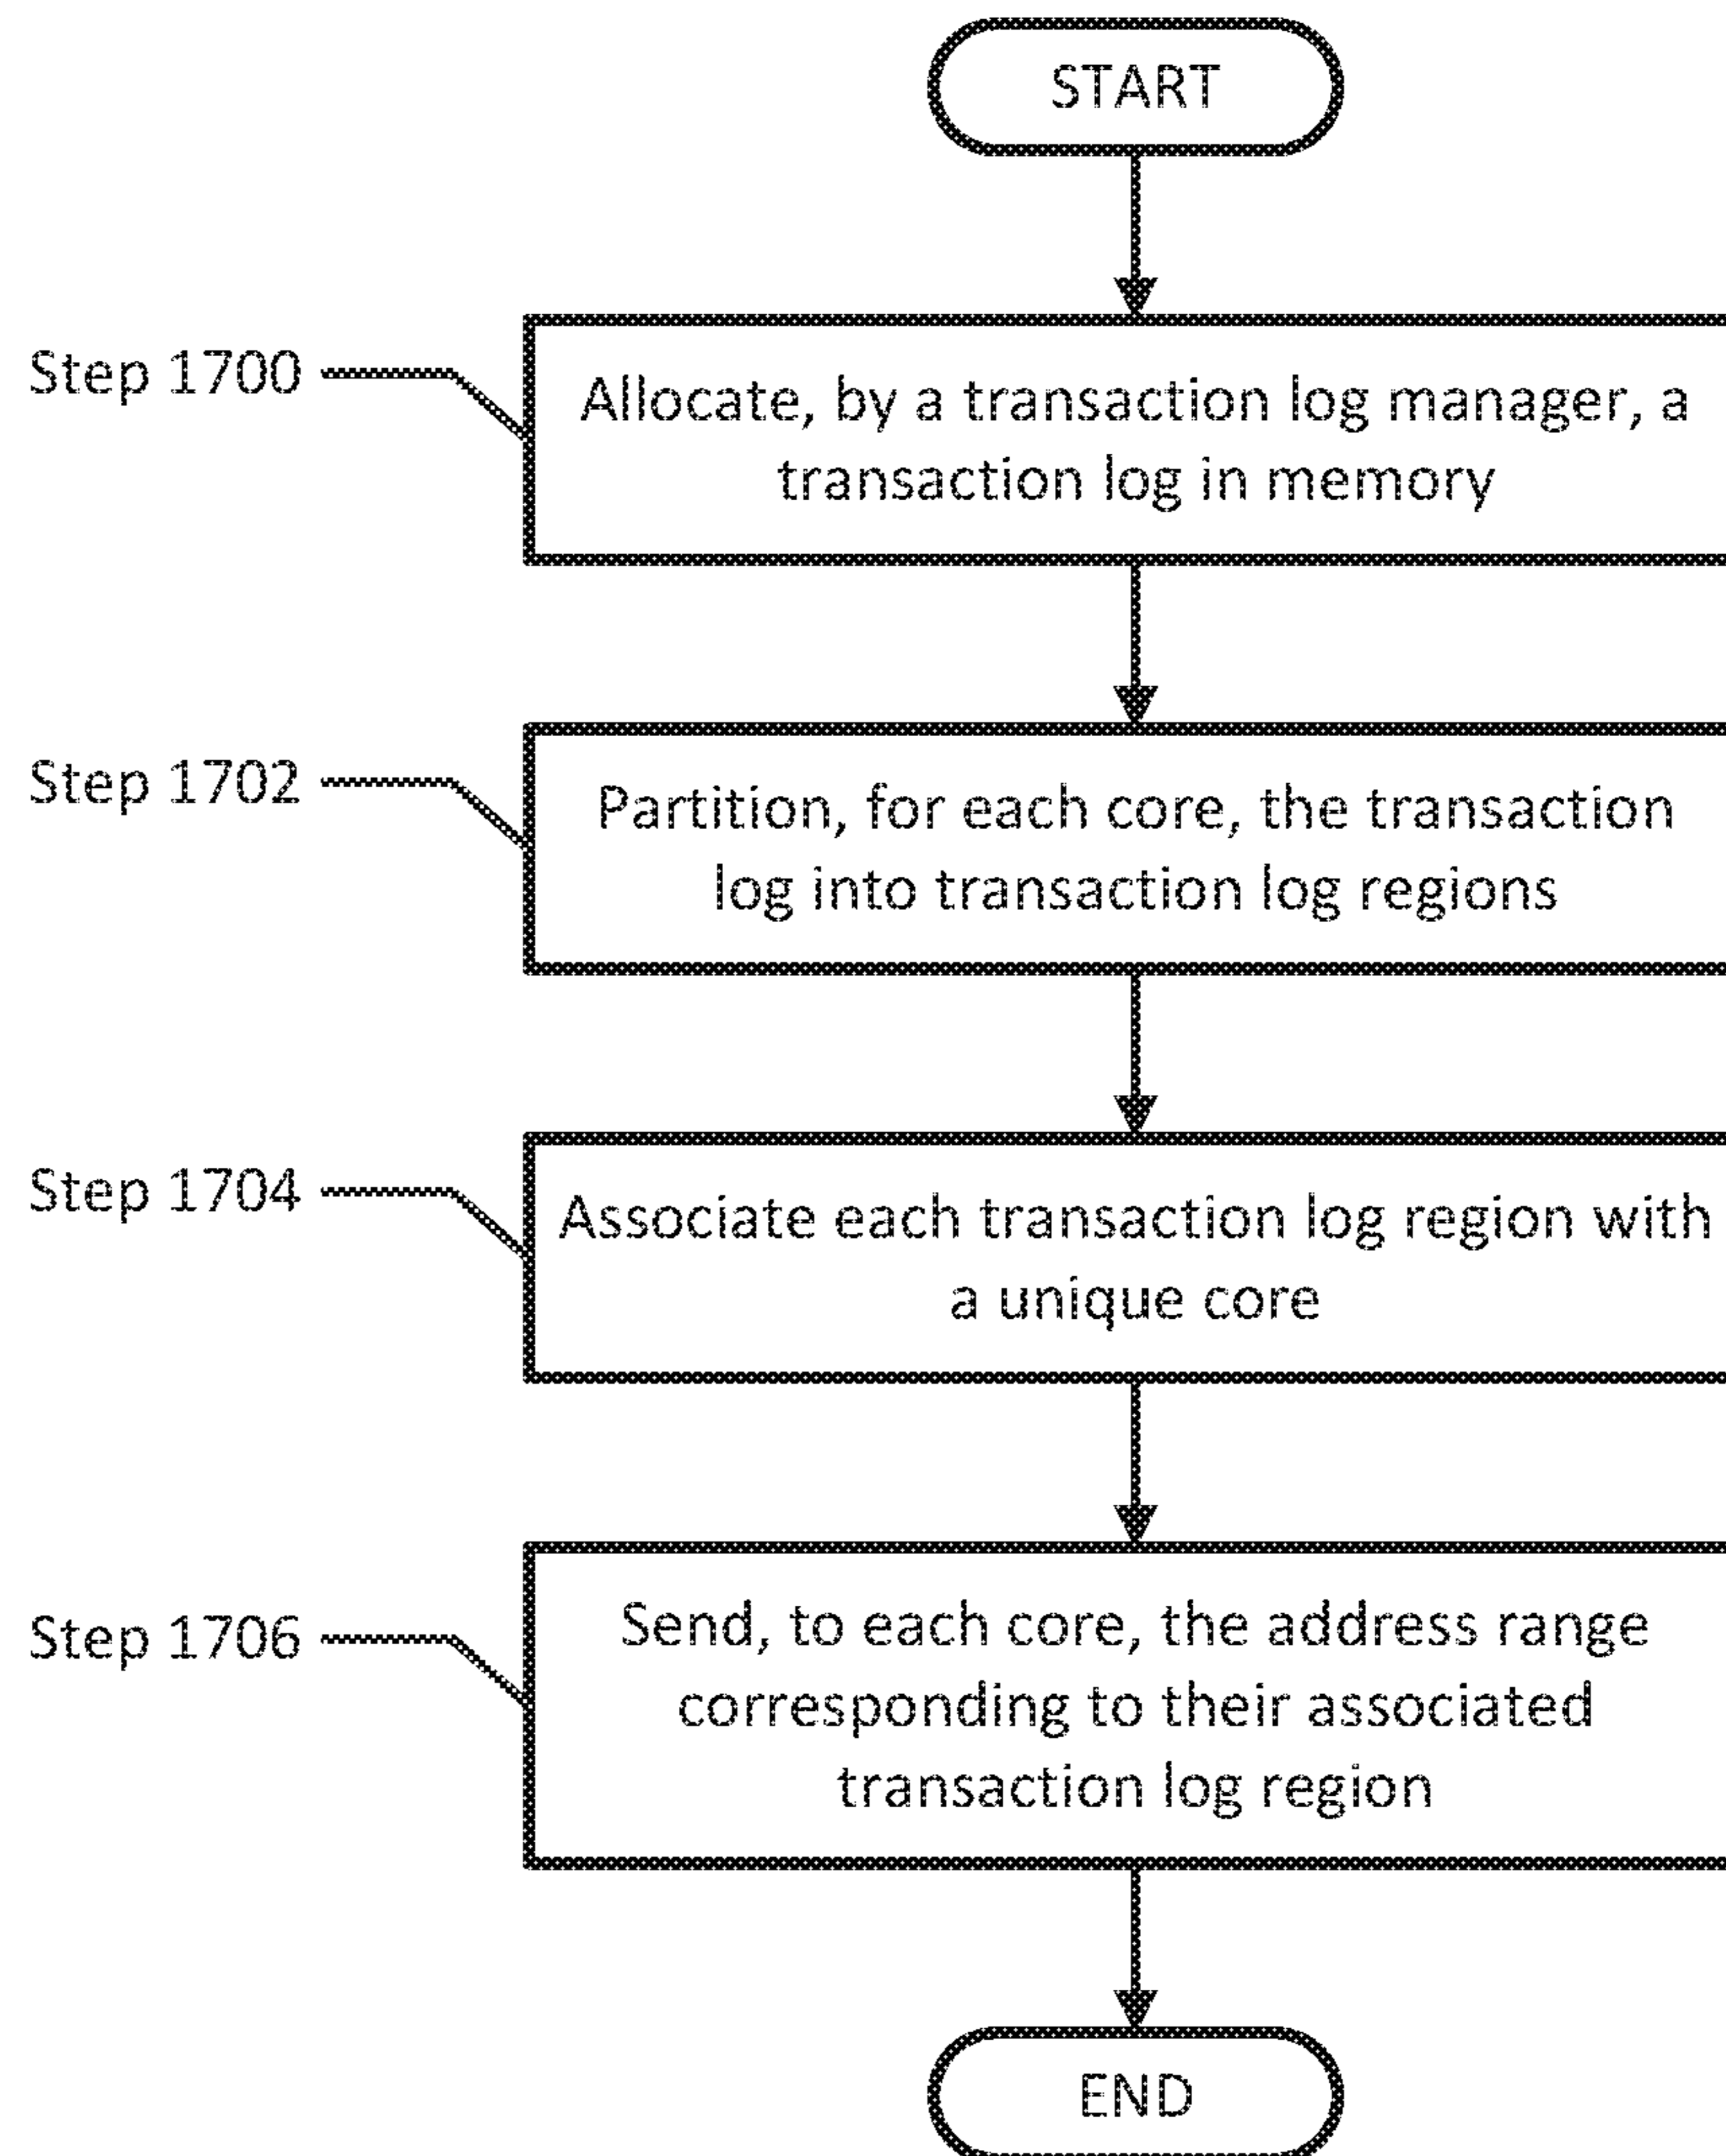 START
Step 1700
Allocate, by a transaction log manager, a
transaction log in memory
Step 1702
Partition, for each core, the transaction
log into transaction log regions
Step 1704
Associate each transaction log region with
a unique core
Step 1706
Send, to each core, the address range
corresponding to their associated
transaction log region
END